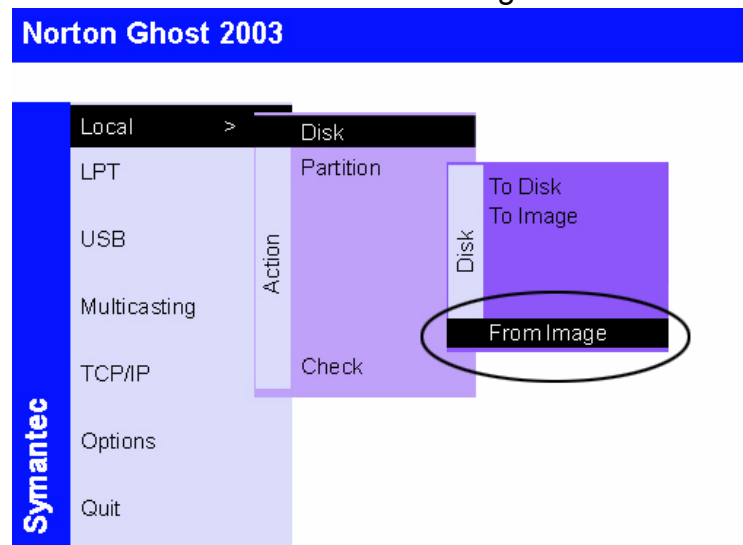 Norton Ghost 2003
Local >
LPT
USB
Multicasting
TCP/IP
Options
Quit
Symantec
Action
Disk
Partition
Check
Disk
To Disk
To Image
From Image